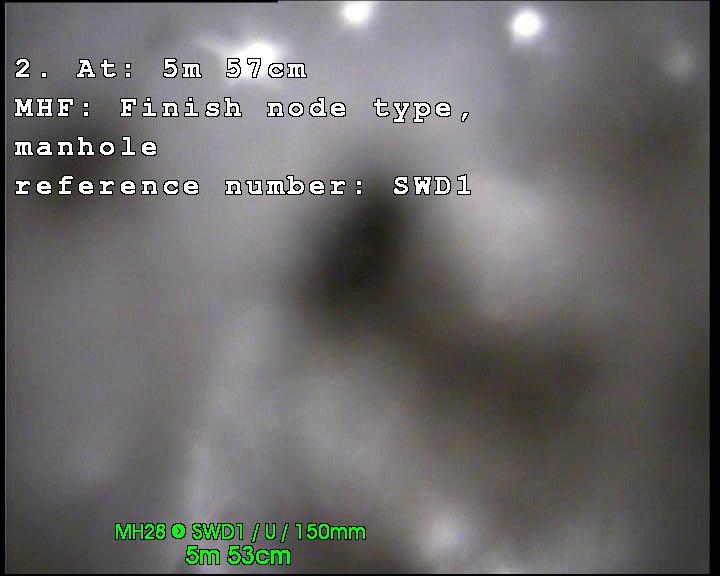 2. At: 5m 57cm
MHF: Finish node type,
manhole
reference number: SWD1
MH28 > SWD1 / U / 150mm
5m 53cm